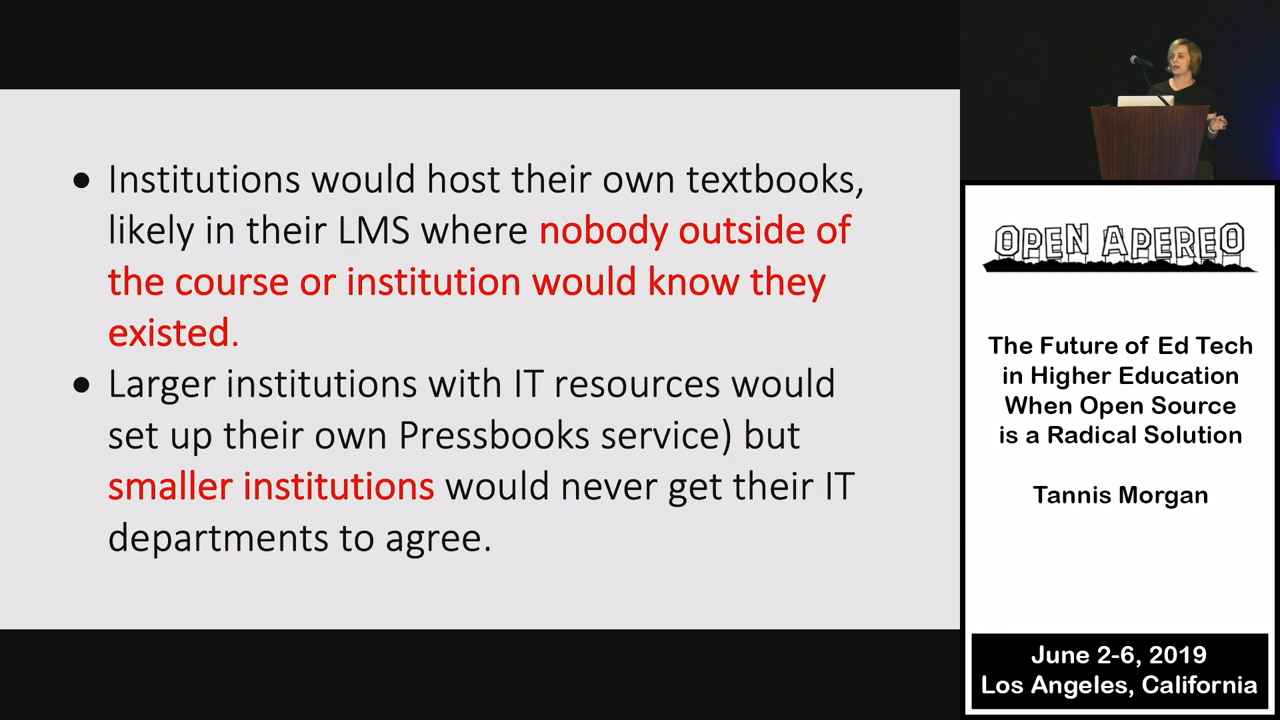 ● Institutions would host their own textbooks,
likely in their LMS where nobody outside of
the course or institution would know they
existed.
● Larger institutions with IT resources would
set up their own Pressbooks service) but
smaller institutions would never get their IT
departments to agree.
OPEN APEREO
The Future of Ed Tech
in Higher Education
When Open Source
is a Radical Solution
Tannis Morgan
June 2-6, 2019
Los Angeles, California